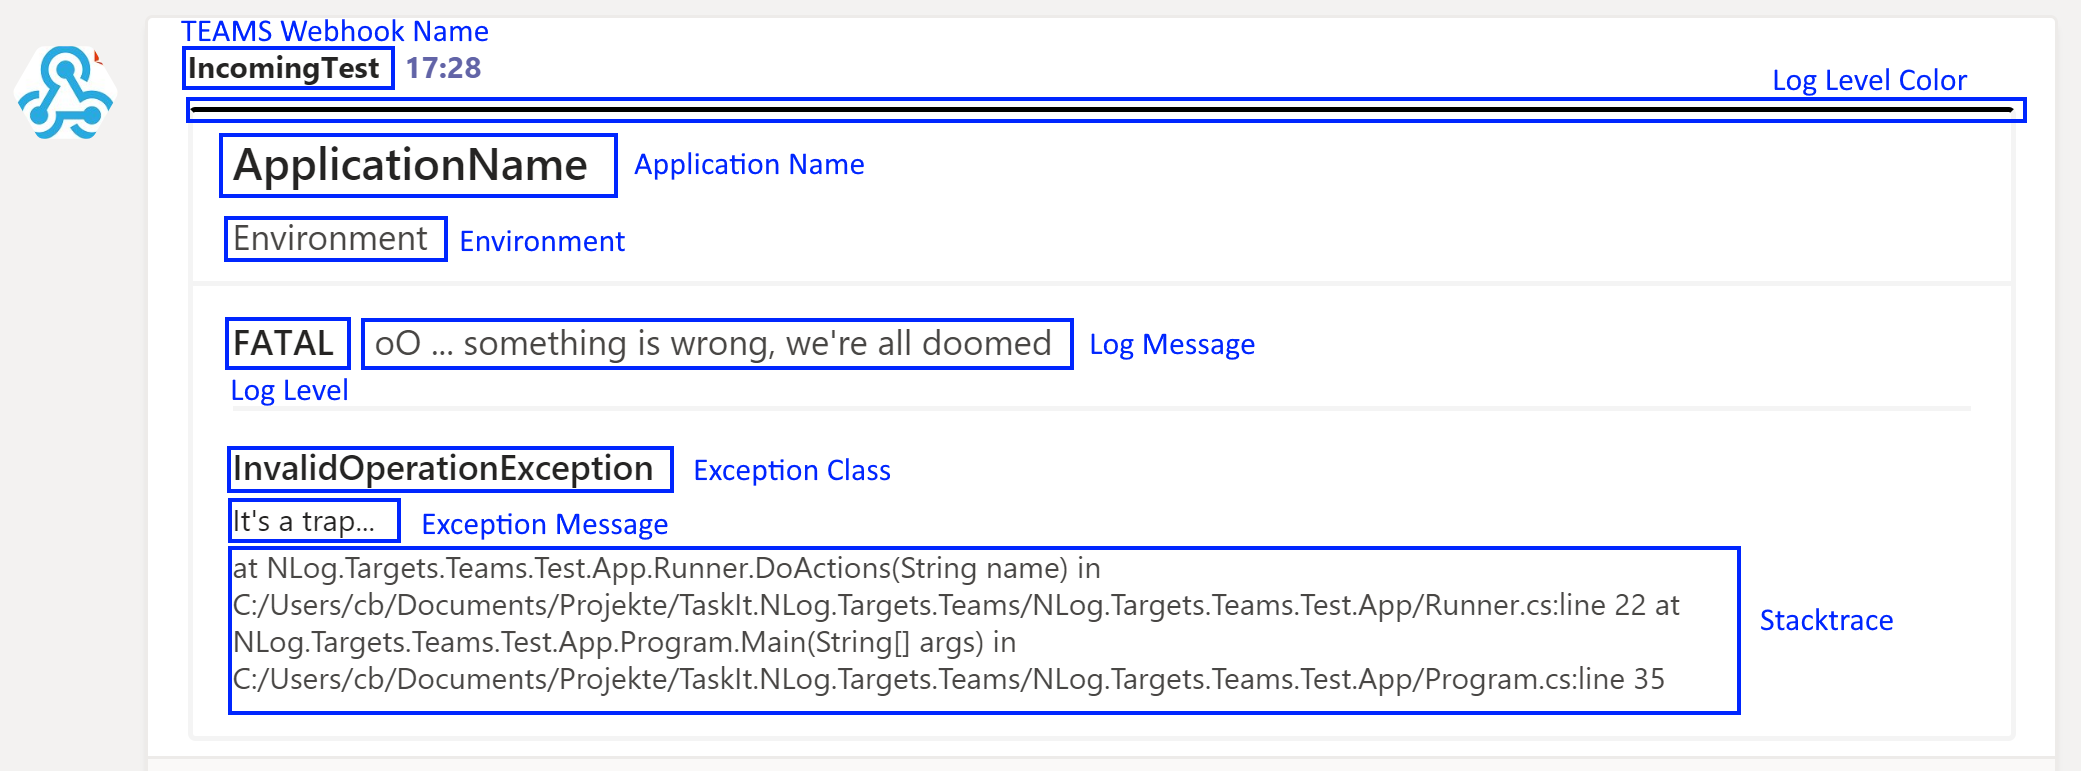 TEAMS Webhook Name
IncomingTest 17:28
Log Level Color
ApplicationName Application Name
Environment Environment
FATAL oO ... something is wrong, we're all doomed Log Message
Log Level
InvalidOperationException Exception Class
It's a trap... Exception Message
at NLog.Targets.Teams.Test.App.Runner.DoActions(String name) in
C:/Users/cb/Documents/Projekte/TaskIt.NLog.Targets.Teams/NLog.Targets.Teams.Test.App/Runner.cs:line 22 at
Stacktrace
NLog.Targets.Teams.Test.App.Program.Main(String[] args) in
C:/Users/cb/Documents/Projekte/TaskIt.NLog.Targets.Teams/NLog.Targets.Teams.Test.App/Program.cs:line 35